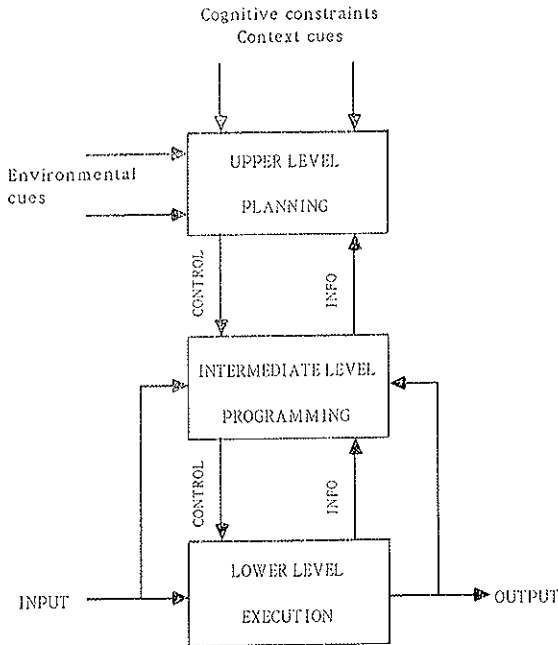 Cognitive constraints
Context cues
Environmental
cues
UPPER LEVEL
PLANNING
CONTROL
INFO
INTERMEDIATE LEVEL
PROGRAMMING
CONTROL
INFO
LOWER LEVEL
EXECUTION
INPUT
OUTPUT